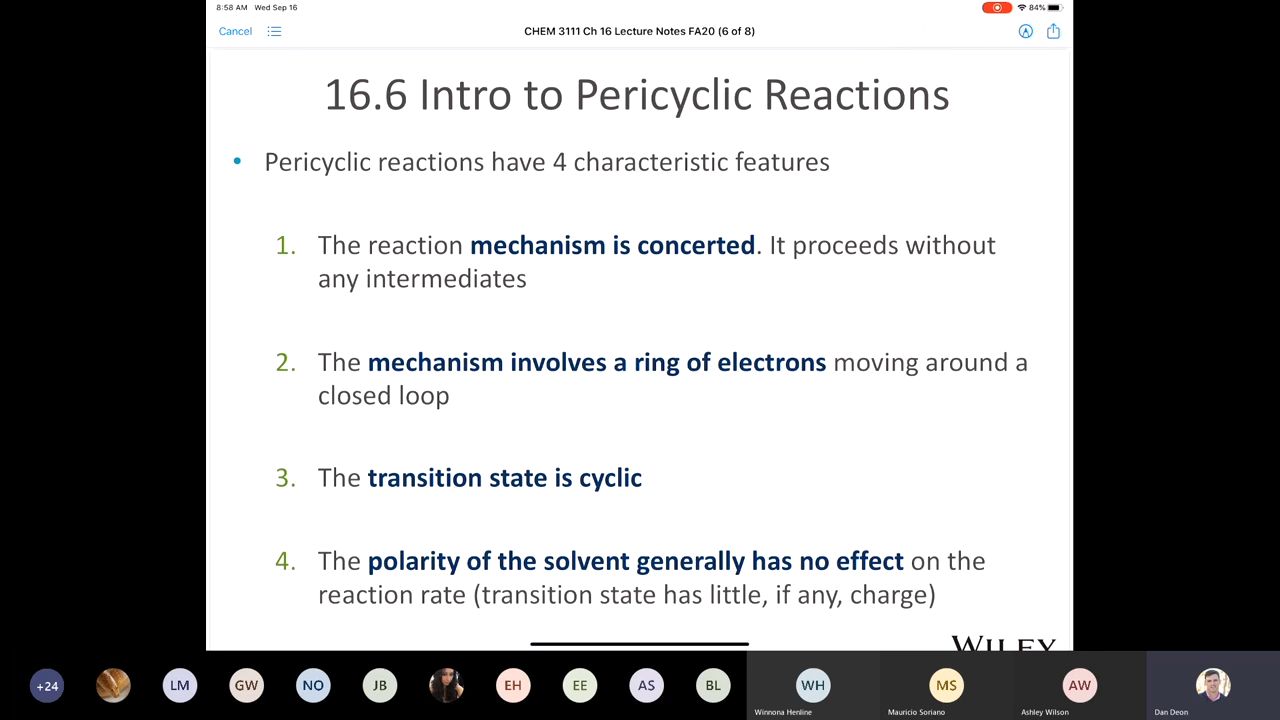 8:58 AM Wed Sep 16
84%
Cancel
CHEM 3111 Ch 16 Lecture Notes FA20 (6 of 8)
16.6 Intro to Pericyclic Reactions
• Pericyclic reactions have 4 characteristic features
1. The reaction mechanism is concerted. It proceeds without
any intermediates
2. The mechanism involves a ring of electrons moving around a
closed loop
3. The transition state is cyclic
4. The polarity of the solvent generally has no effect on the
reaction rate (transition state has little, if any, charge)
WILEY
+24 LM GW NO JB EH EE AS BL WH MS AW
Winnona Henline Mauricio Soriano Ashley Wilson Dan Deon